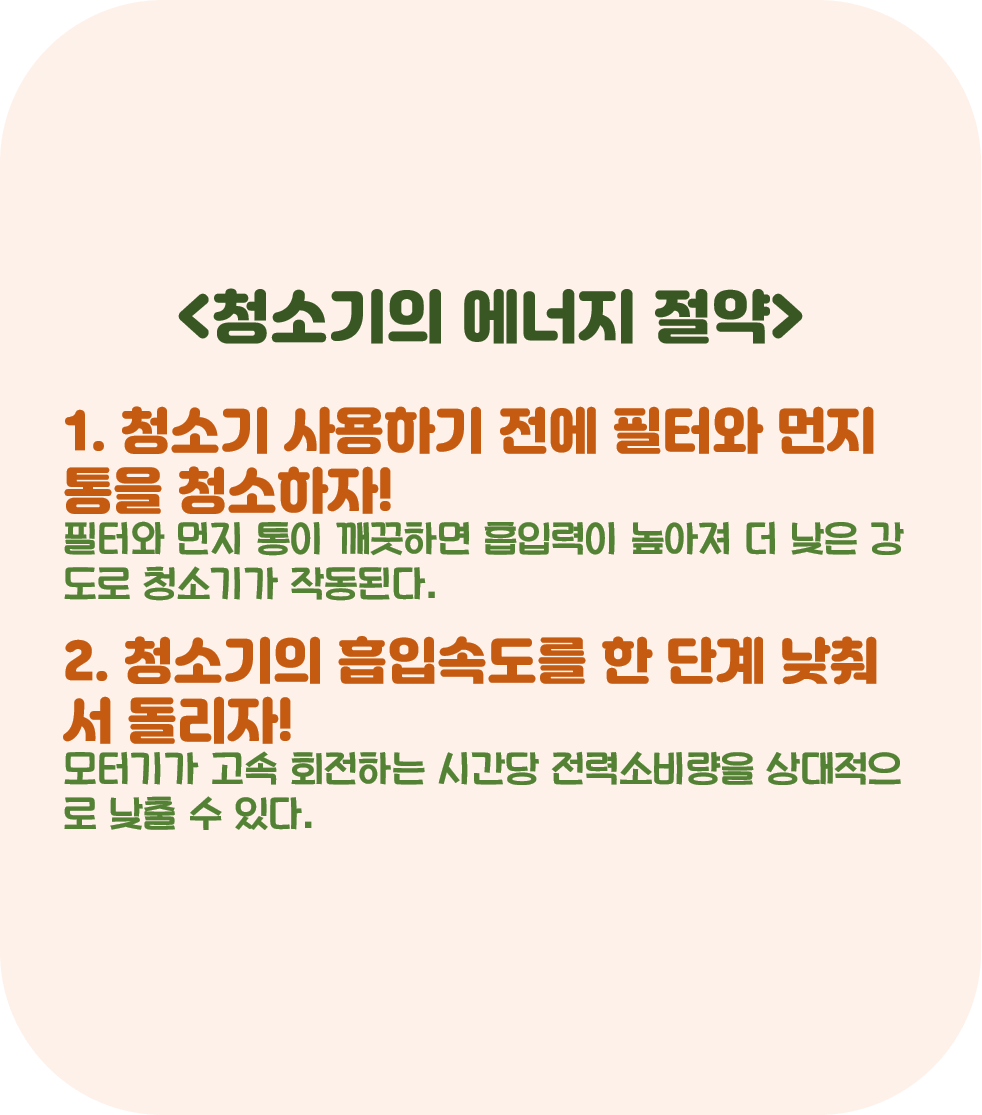 <청소기의 에너지 절약>
1. 청소기 사용하기 전에 필터와 먼지
통을 청소하자!
필터와 먼지 통이 깨끗하면 흡입력이 높아져 더 낮은 강
도로 청소기가 작동된다.
2. 청소기의 흡입속도를 한 단계 낮춰
서 돌리자!
모터기가 고속 회전하는 시간당 전력소비량을 상대적으
로 낮출 수 있다.